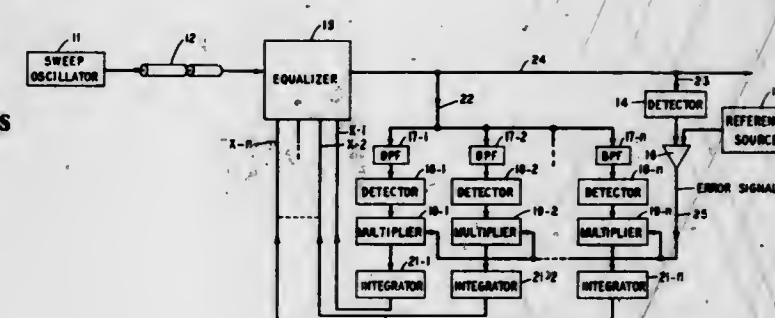 11
12
13
SWEEP
OSCILLATOR
EQUALIZER
24
23
22
14
DETECTOR
REFEREN
SOURC
S
X-n
X-1
X-2
17-1
17-2
17-n
BPF
BPF
BPF
16
18-1
18-2
18-n
DETECTOR
DETECTOR
DETECTOR
ERROR SIGNAL
19-1
19-2
19-n
25
MULTIPLIER
MULTIPLIER
MULTIPLIER
21-1
21-2
21-n
INTEGRATOR
INTEGRATOR
INTEGRATOR